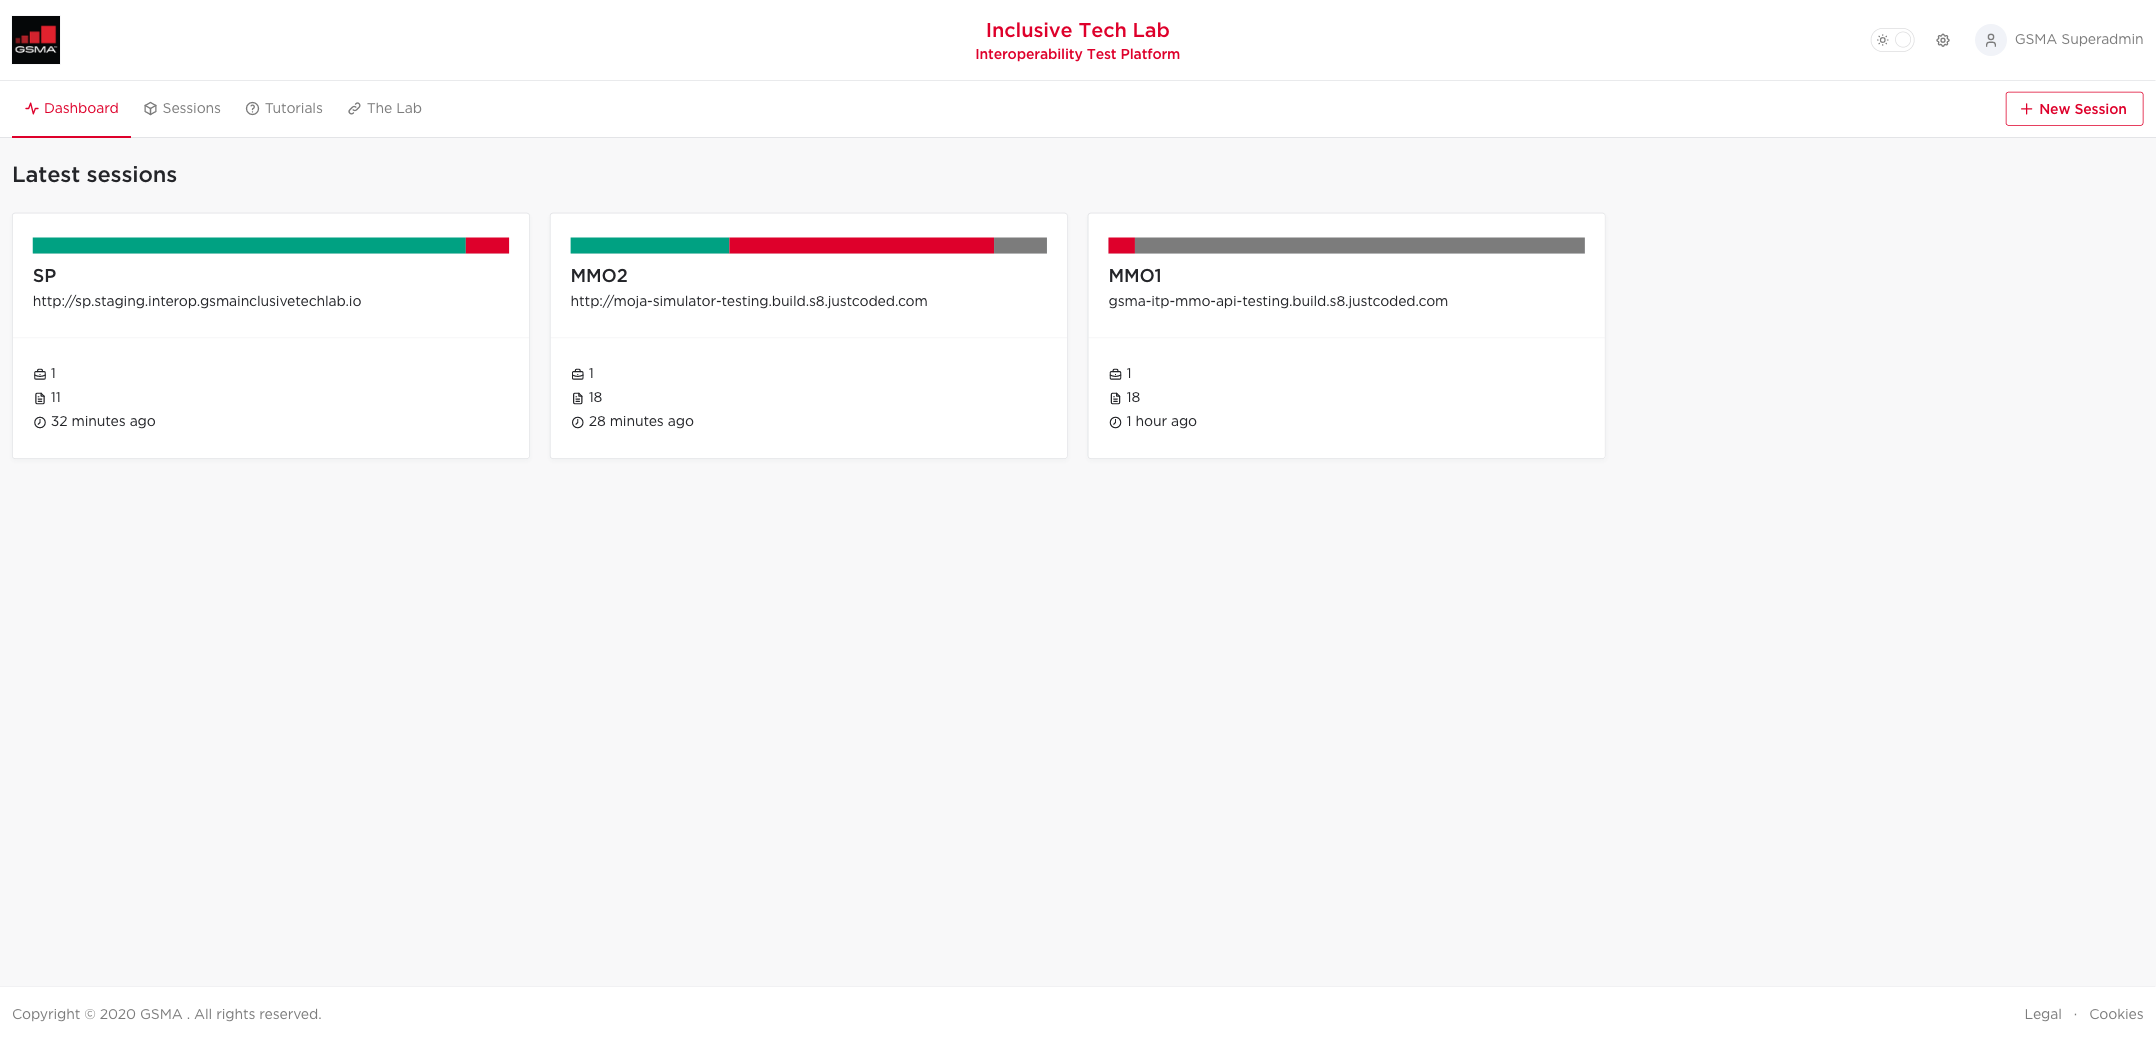 GSMA
Inclusive Tech Lab
Interoperability Test Platform
GSMA Superadmin
Dashboard
Sessions
Tutorials
The Lab
New Session
Latest sessions
SP
http://sp.staging.interop.gsmainclusivetechlab.io
1
11
32 minutes ago
MMO2
http://moja-simulator-testing.build.s8.justcoded.com
1
18
28 minutes ago
MMO1
gsma-itp-mmo-api-testing.build.s8.justcoded.com
1
18
1 hour ago
Copyright © 2020 GSMA . All rights reserved.
Legal · Cookies